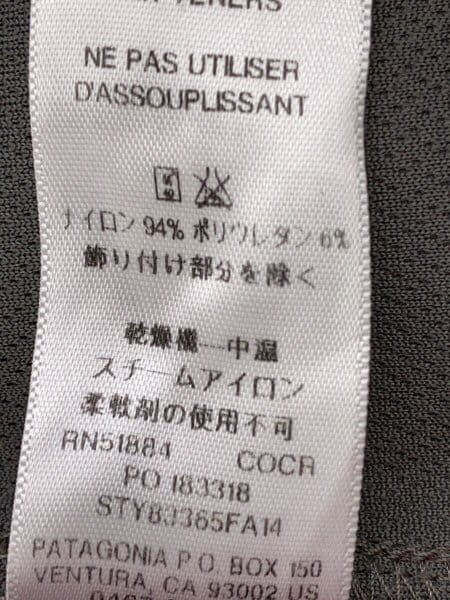 TENERS
NE PAS UTILISER
D'ASSOUPLISSANT
ナイロン 94% ポリウレタン 6%
飾り付け部分を除く
乾燥機—中温
スチームアイロン
柔軟剤の使用不可
RN51884 COCR
PO 183318
STY83365FA14
PATAGONIA P.O. BOX 150
VENTURA, CA 93002 US